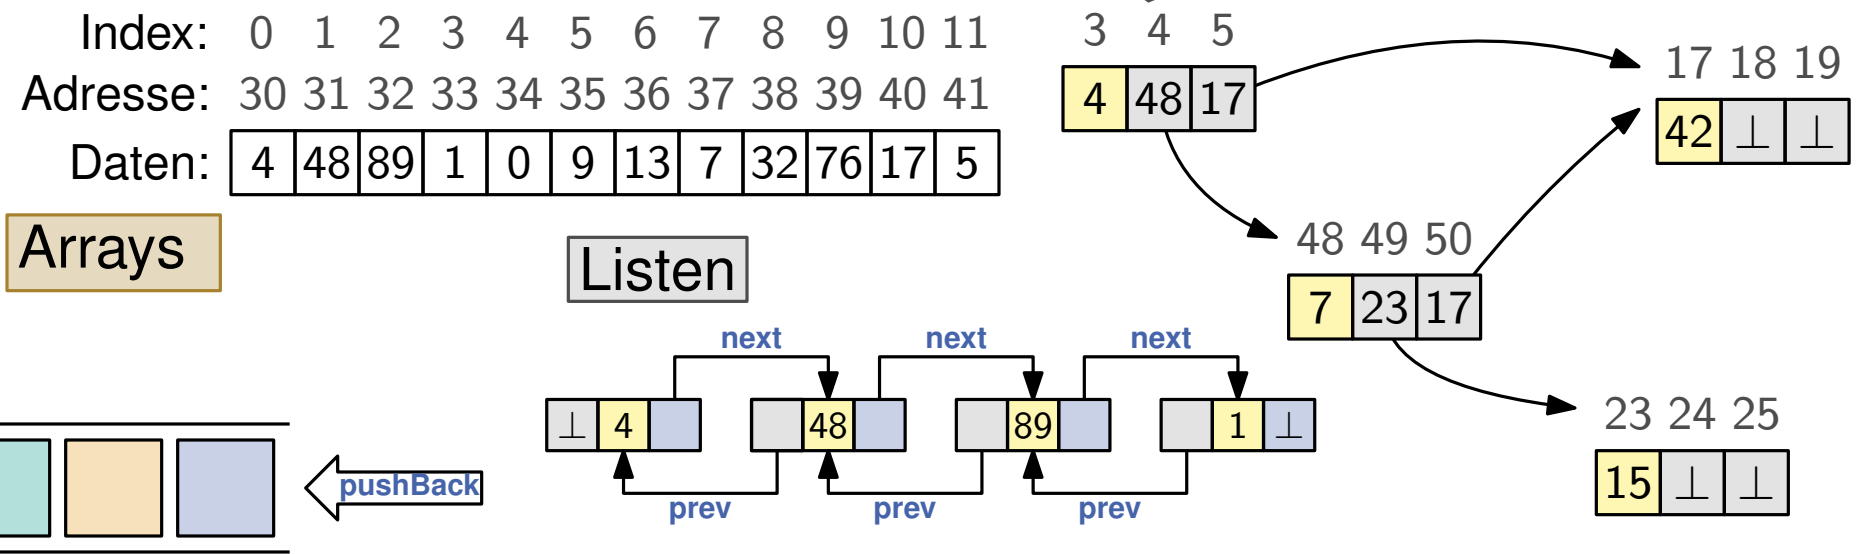 Index: 0 1 2 3 4 5 6 7 8 9 10 11
Adresse: 30 31 32 33 34 35 36 37 38 39 40 41
Daten: 4 48 89 1 0 9 13 7 32 76 17 5
Arrays
Listen
next next next
⊥ 4 48 89 1 ⊥
prev prev prev
pushBack
3 4 5
4 48 17
17 18 19
42 ⊥ ⊥
48 49 50
7 23 17
23 24 25
15 ⊥ ⊥